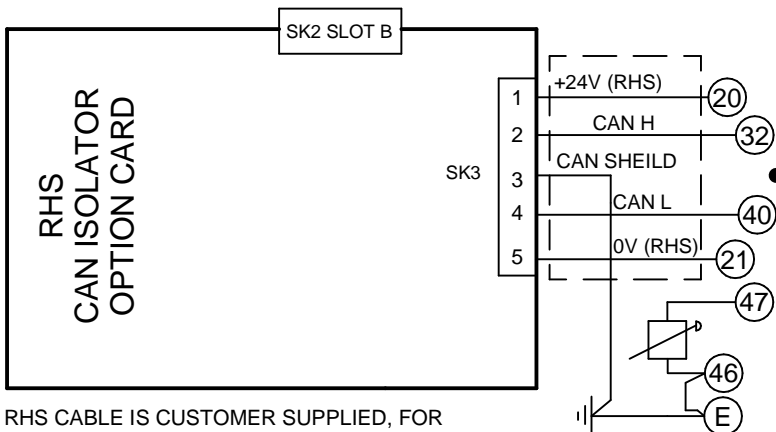 SK2 SLOT B
RHS
CAN ISOLATOR
OPTION CARD
SK3
1
+24V (RHS)
20
2
CAN H
32
3
CAN SHEILD
4
CAN L
40
5
0V (RHS)
21
47
46
E
RHS CABLE IS CUSTOMER SUPPLIED, FOR